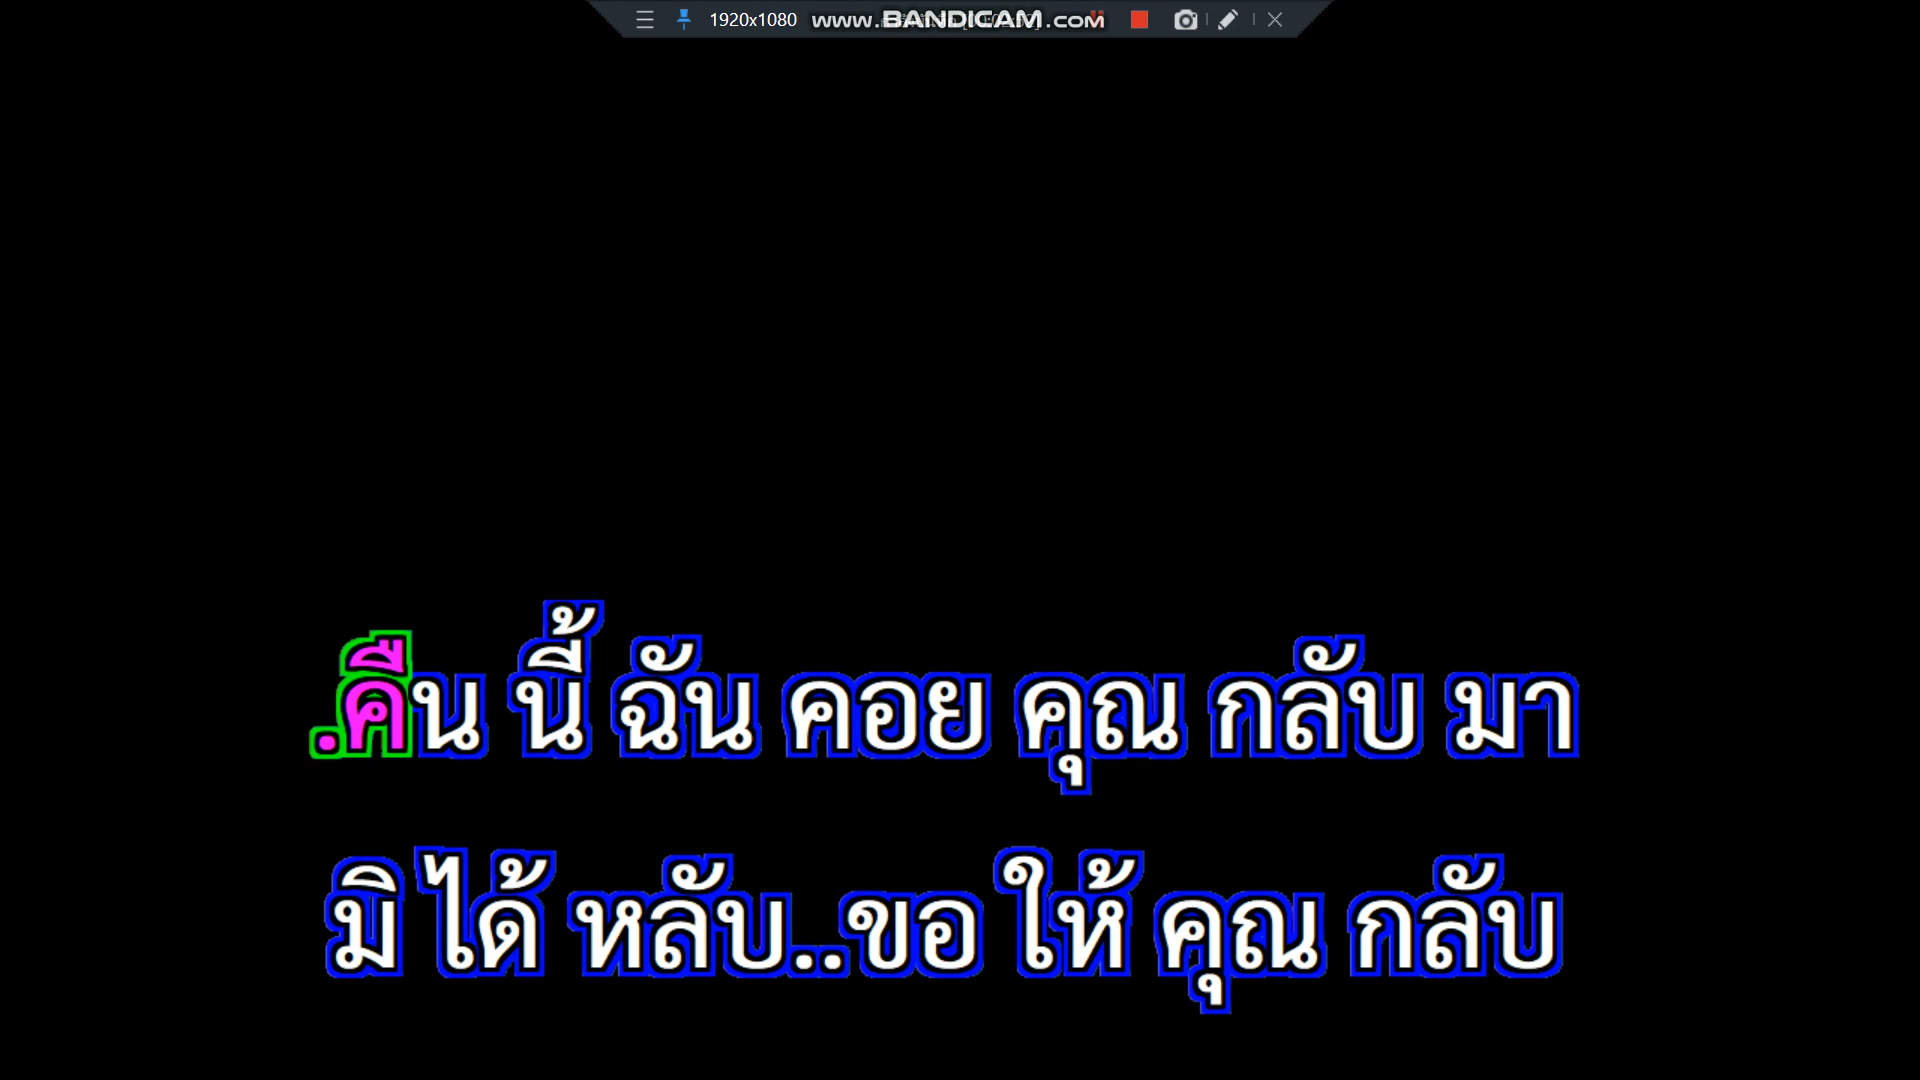 1920x1080 www.BANDICAM.com
.คืน นี้ ฉัน คอย คุณ กลับ มา
มิ ได้ หลับ..ขอ ให้ คุณ กลับ